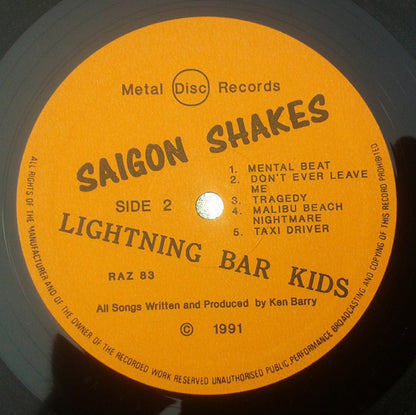 Metal Disc Records
SAIGON SHAKES
SIDE 2
1. MENTAL BEAT
2. DON'T EVER LEAVE
ME
3. TRAGEDY
4. MALIBU BEACH
NIGHTMARE
5. TAXI DRIVER
LIGHTNING BAR KIDS
RAZ 83
All Songs Written and Produced by Ken Barry
© 1991
ALL RIGHTS OF THE MANUFACTURER AND OF THE OWNER OF THE RECORDED WORK RESERVED UNAUTHORISED PUBLIC PERFORMANCE BROADCASTING AND COPYING OF THIS RECORD PROHIBITED